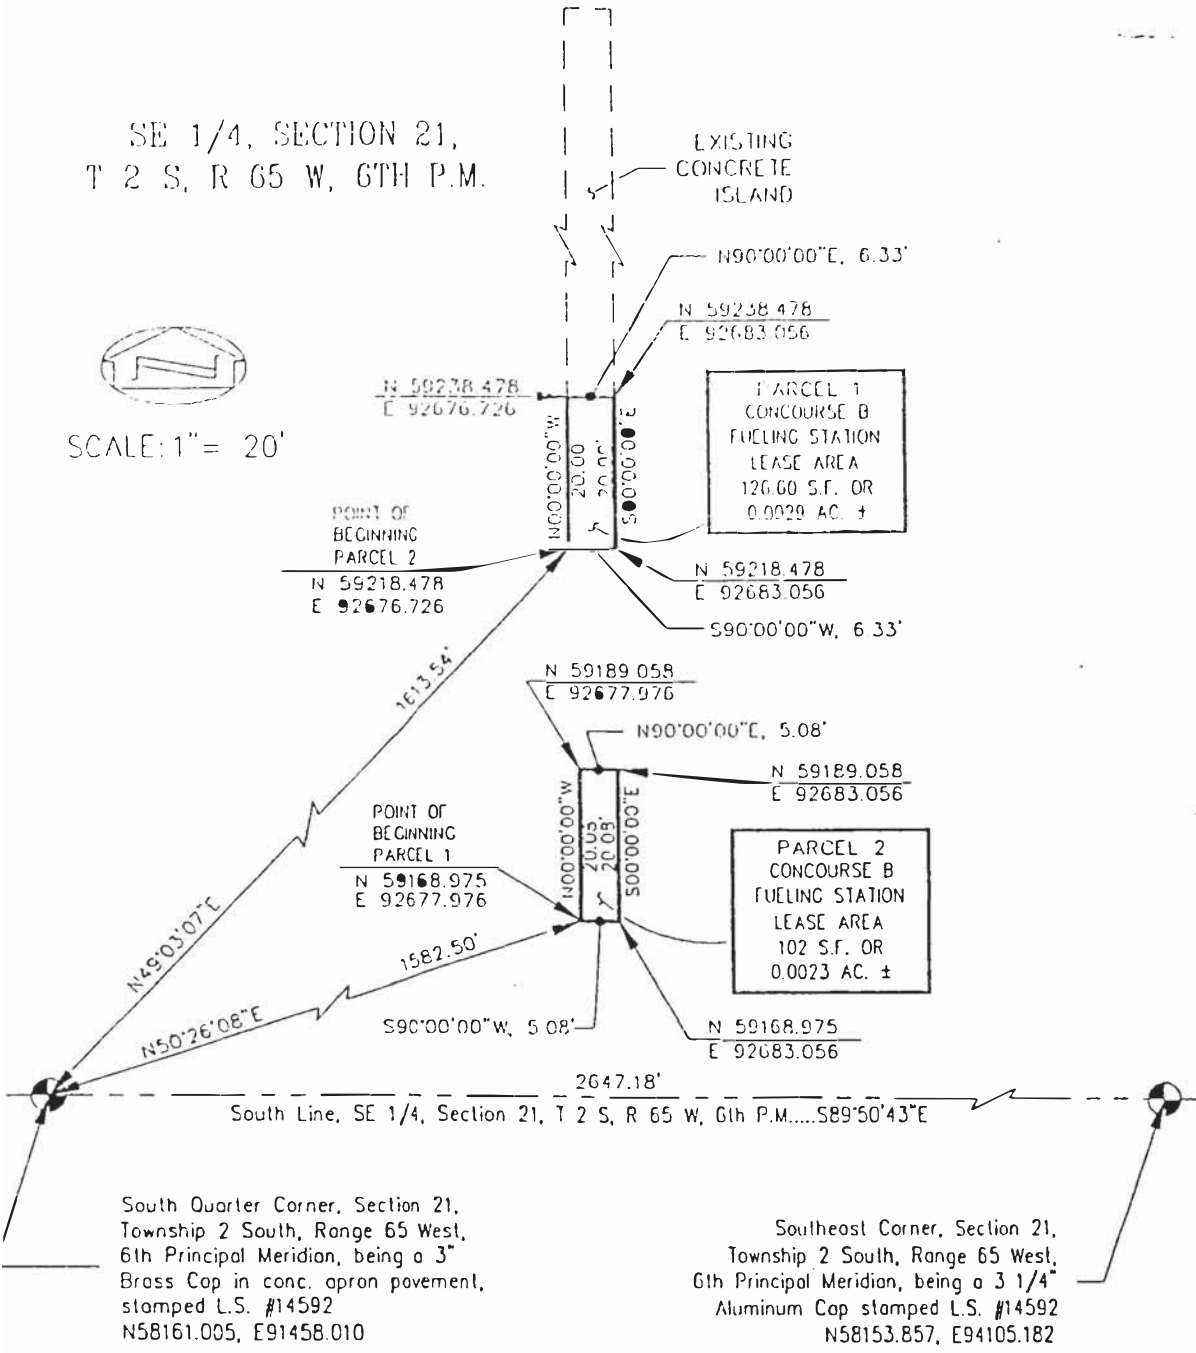 SE 1/4, SECTION 21,
T 2 S, R 65 W, 6TH P.M.
EXISTING
CONCRETE
ISLAND
N90°00'00"E, 6.33'
N 59238.478
E 92683.056
N 59238.478
E 92676.726
SCALE: 1" = 20'
PARCEL 1
CONCOURSE B
FUELING STATION
LEASE AREA
126.60 S.F. OR
0.0029 AC. ±
N00°00'00"W
20.00
20.00'
S00°00'00"E
POINT OF
BEGINNING
PARCEL 2
N 59218.478
E 92676.726
N 59218.478
E 92683.056
S90°00'00"W, 6.33'
1613.54'
N49°03'07"E
N 59189.058
E 92677.976
N90°00'00"E, 5.08'
N 59189.058
E 92683.056
N00°00'00"W
20.09'
20.09'
S00°00'00"E
POINT OF
BEGINNING
PARCEL 1
N 59168.975
E 92677.976
PARCEL 2
CONCOURSE B
FUELING STATION
LEASE AREA
102 S.F. OR
0.0023 AC. ±
1582.50'
N50°26'08"E
S90°00'00"W, 5.08'
N 59168.975
E 92683.056
2647.18'
South Line, SE 1/4, Section 21, T 2 S, R 65 W, 6th P.M.....S89°50'43"E
South Quarter Corner, Section 21,
Township 2 South, Range 65 West,
6th Principal Meridian, being a 3"
Brass Cap in conc. apron pavement,
stamped L.S. #14592
N58161.005, E91458.010
Southeast Corner, Section 21,
Township 2 South, Range 65 West,
6th Principal Meridian, being a 3 1/4"
Aluminum Cap stamped L.S. #14592
N58153.857, E94105.182